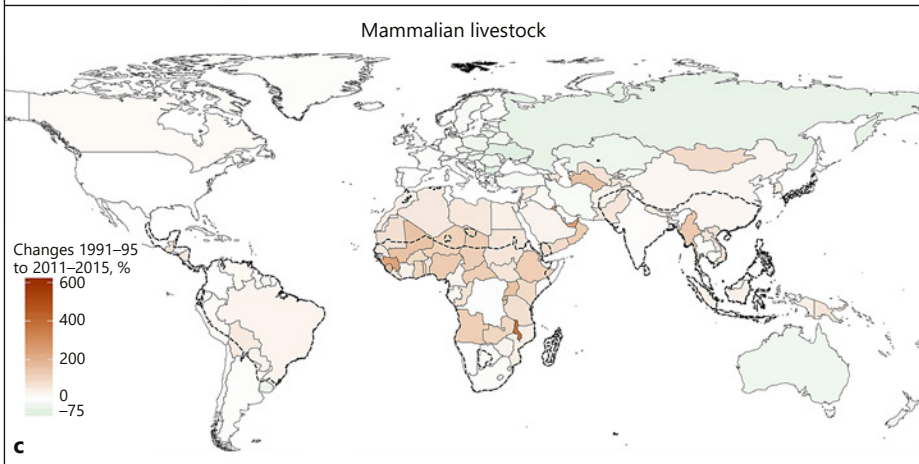 Mammalian livestock
Changes 1991–95
to 2011–2015, %
600
400
200
0
–75
c